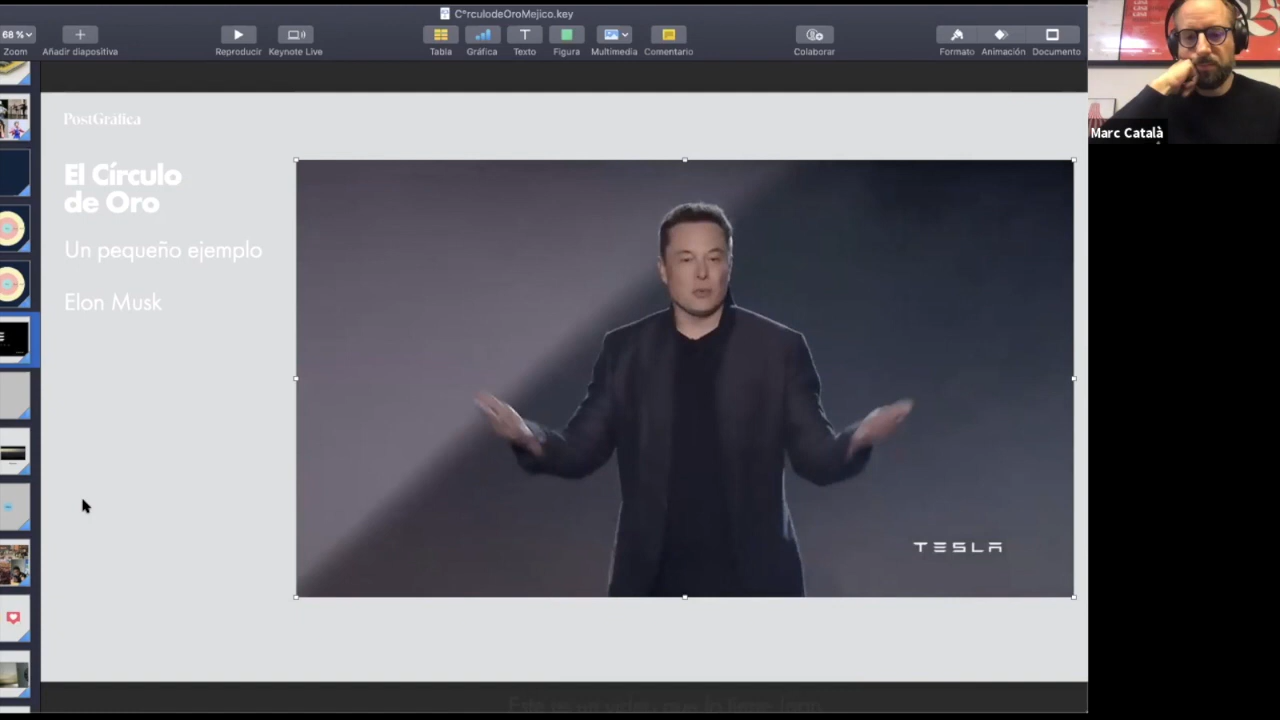 C°rculodeOroMejico.key
68 %
Zoom
Añadir diapositiva
Reproducir
Keynote Live
Tabla
Gráfica
Texto
Figura
Multimedia
Comentario
Colaborar
Formato
Animación
Documento
Marc Català
PostGrafica
El Círculo
de Oro
Un pequeño ejemplo
Elon Musk
TESLA